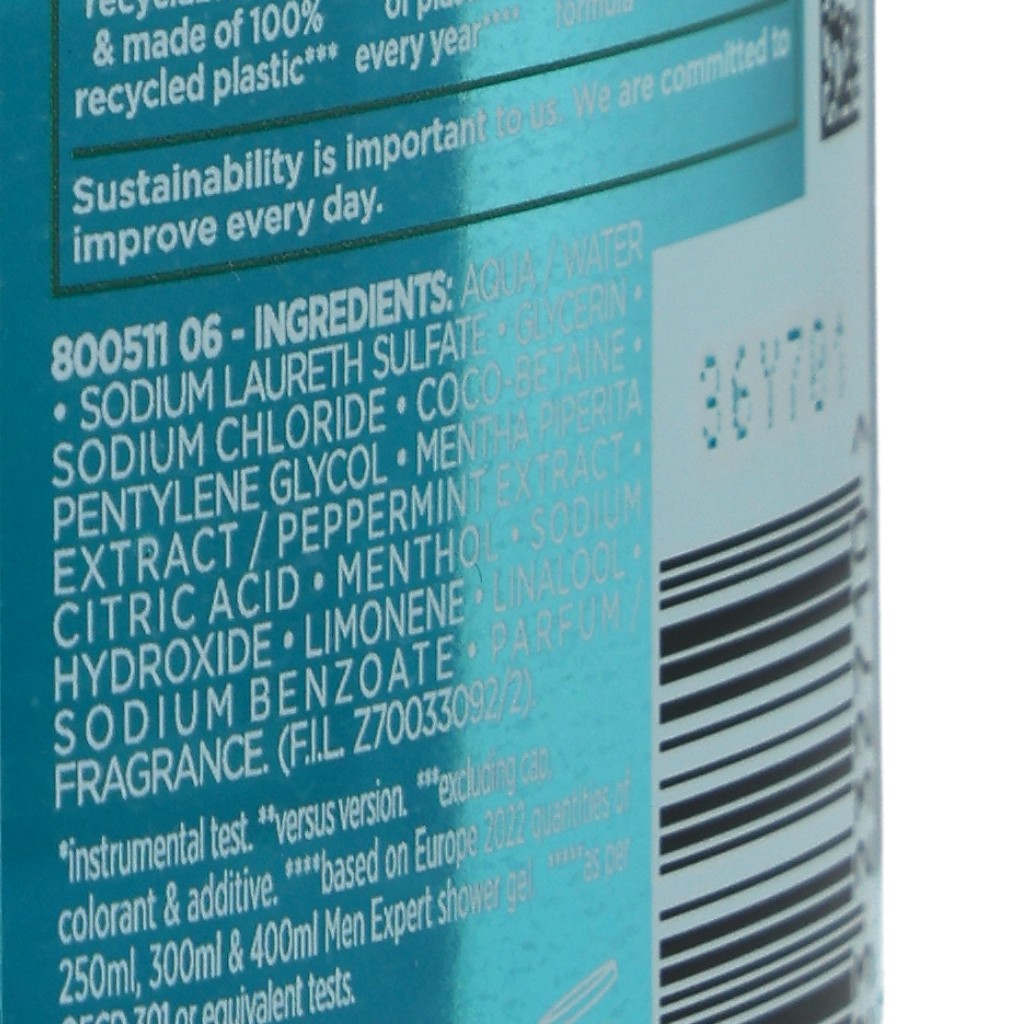 & made of 100%
recycled plastic*** every year**** formula
Sustainability is important to us. We are committed to
improve every day.
800511 06 - INGREDIENTS: AQUA / WATER
• SODIUM LAURETH SULFATE • GLYCERIN •
SODIUM CHLORIDE • COCO-BETAINE •
PENTYLENE GLYCOL • MENTHA PIPERITA
EXTRACT / PEPPERMINT EXTRACT •
CITRIC ACID • MENTHOL • SODIUM
HYDROXIDE • LIMONENE • LINALOOL •
SODIUM BENZOATE • PARFUM /
FRAGRANCE. (F.I.L. Z70033092/2).
*instrumental test. **versus version. ***excluding cap.
colorant & additive. ****based on Europe 2022 quantities of
250ml, 300ml & 400ml Men Expert shower gel. *****as per
OECD 301 or equivalent tests.